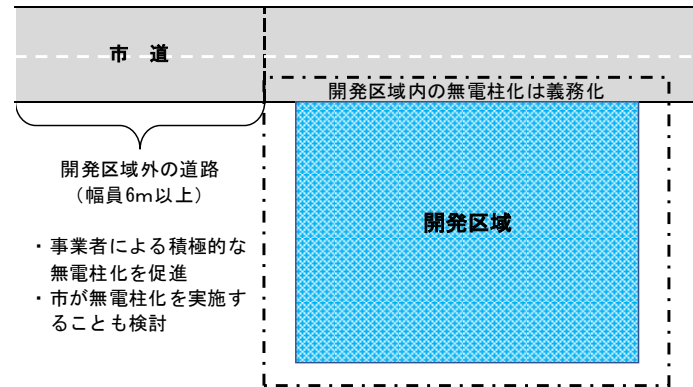 市　道
開発区域内の無電柱化は義務化
開発区域外の道路
（幅員6ｍ以上）
・事業者による積極的な
無電柱化を促進
・市が無電柱化を実施す
ることも検討
開発区域